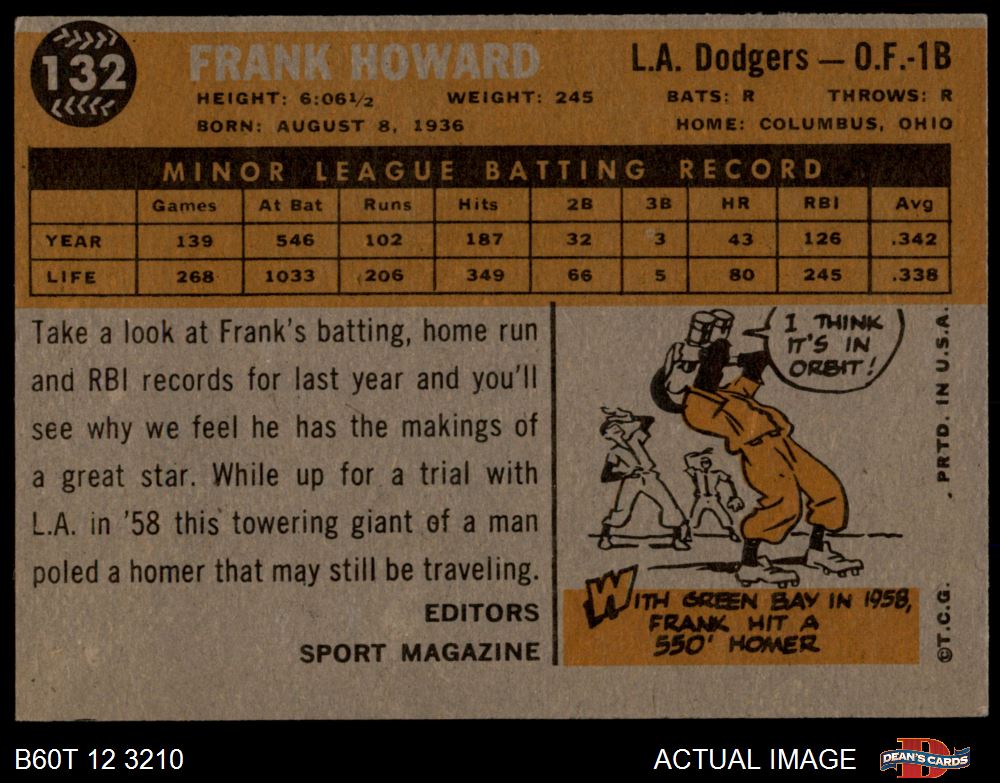 132
FRANK HOWARD
L.A. Dodgers — O.F.-1B
HEIGHT: 6:06½ WEIGHT: 245 BATS: R THROWS: R
BORN: AUGUST 8, 1936 HOME: COLUMBUS, OHIO
MINOR LEAGUE BATTING RECORD
Games At Bat Runs Hits 2B 3B HR RBI Avg
YEAR 139 546 102 187 32 3 43 126 .342
LIFE 268 1033 206 349 66 5 80 245 .338
Take a look at Frank's batting, home run
and RBI records for last year and you'll
see why we feel he has the makings of
a great star. While up for a trial with
L.A. in '58 this towering giant of a man
poled a homer that may still be traveling.
EDITORS
SPORT MAGAZINE
I THINK
IT'S IN
ORBIT!
WITH GREEN BAY IN 1958,
FRANK HIT A
550' HOMER
©T.C.G. PRTD. IN U.S.A.
B60T 12 3210
ACTUAL IMAGE
D
DEAN'S CARDS